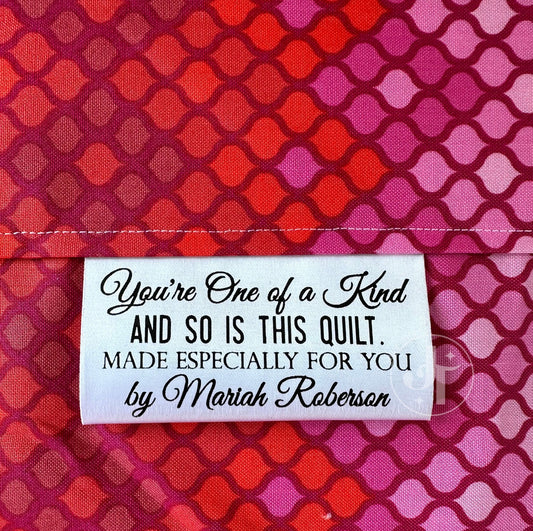 You're One of a Kind
AND SO IS THIS QUILT.
MADE ESPECIALLY FOR YOU
by Mariah Roberson